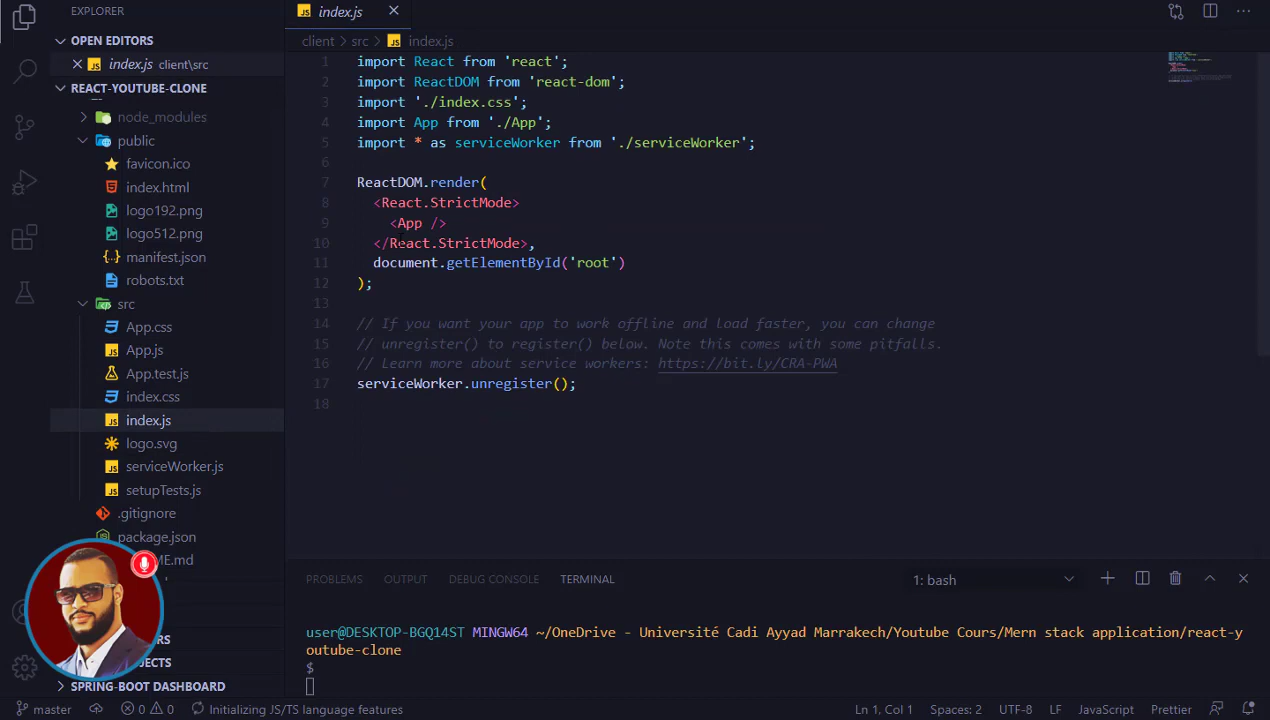 EXPLORER
OPEN EDITORS
index.js client\src
REACT-YOUTUBE-CLONE
node_modules
public
favicon.ico
index.html
logo192.png
logo512.png
manifest.json
robots.txt
src
App.css
App.js
App.test.js
index.css
index.js
logo.svg
serviceWorker.js
setupTests.js
.gitignore
package.json
SPRING-BOOT DASHBOARD
index.js
client > src > index.js
1 import React from 'react';
2 import ReactDOM from 'react-dom';
3 import './index.css';
4 import App from './App';
5 import * as serviceWorker from './serviceWorker';
6
7 ReactDOM.render(
8 <React.StrictMode>
9 <App />
10 </React.StrictMode>,
11 document.getElementById('root')
12 );
13
14 // If you want your app to work offline and load faster, you can change
15 // unregister() to register() below. Note this comes with some pitfalls.
16 // Learn more about service workers: https://bit.ly/CRA-PWA
17 serviceWorker.unregister();
18
PROBLEMS OUTPUT DEBUG CONSOLE TERMINAL 1: bash
user@DESKTOP-BGQ14ST MINGW64 ~/OneDrive - Université Cadi Ayyad Marrakech/Youtube Cours/Mern stack application/react-y
outube-clone
$
master 0 0 Initializing JS/TS language features Ln 1, Col 1 Spaces: 2 UTF-8 LF JavaScript Prettier